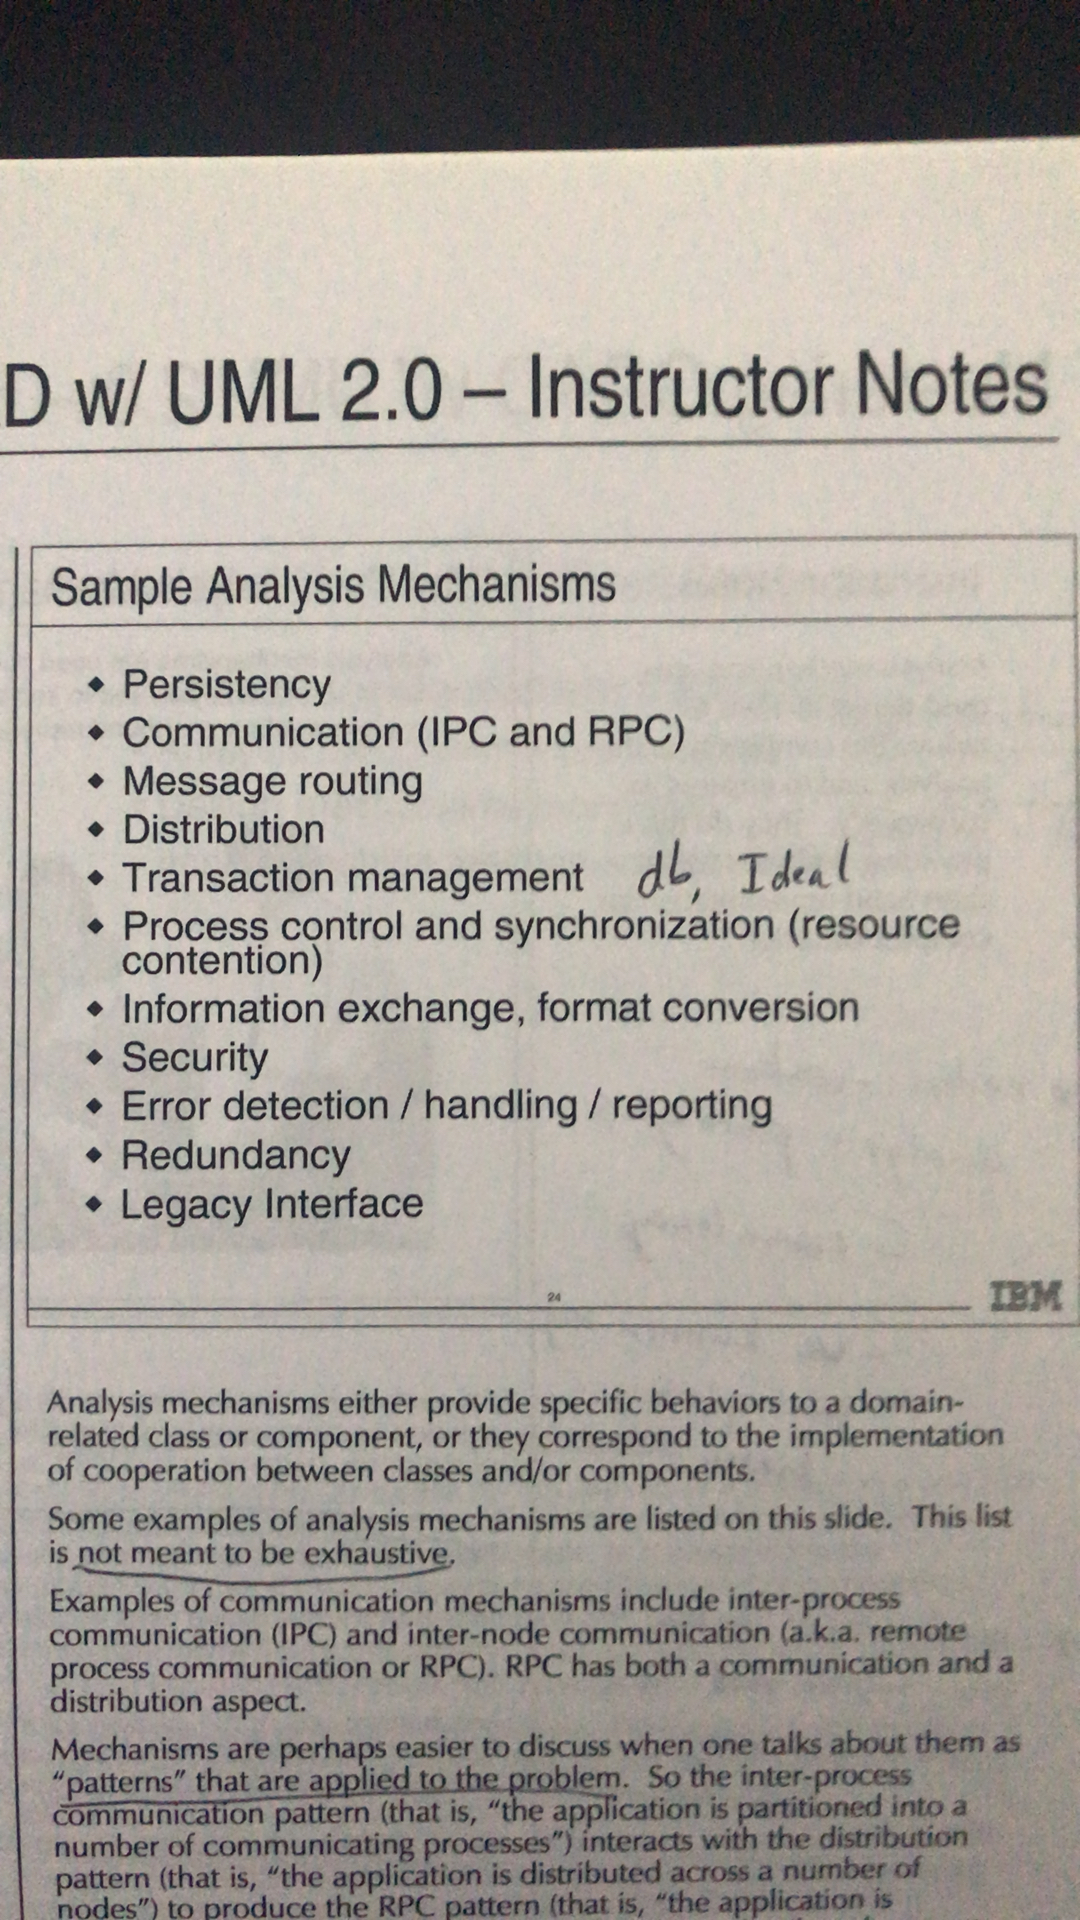 D w/ UML 2.0 – Instructor Notes
Sample Analysis Mechanisms
◆ Persistency
◆ Communication (IPC and RPC)
◆ Message routing
◆ Distribution
◆ Transaction management db, Ideal
◆ Process control and synchronization (resource
contention)
◆ Information exchange, format conversion
◆ Security
◆ Error detection / handling / reporting
◆ Redundancy
◆ Legacy Interface
24
IBM
Analysis mechanisms either provide specific behaviors to a domain-
related class or component, or they correspond to the implementation
of cooperation between classes and/or components.
Some examples of analysis mechanisms are listed on this slide. This list
is not meant to be exhaustive.
Examples of communication mechanisms include inter-process
communication (IPC) and inter-node communication (a.k.a. remote
process communication or RPC). RPC has both a communication and a
distribution aspect.
Mechanisms are perhaps easier to discuss when one talks about them as
“patterns” that are applied to the problem. So the inter-process
communication pattern (that is, “the application is partitioned into a
number of communicating processes”) interacts with the distribution
pattern (that is, “the application is distributed across a number of
nodes”) to produce the RPC pattern (that is, “the application is